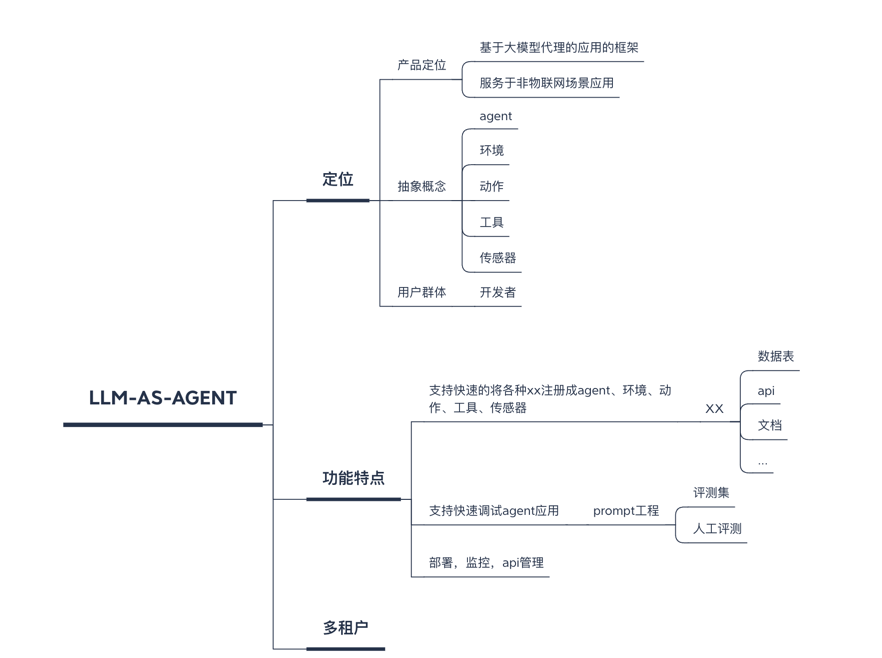 LLM-AS-AGENT
定位
产品定位
基于大模型代理的应用的框架
服务于非物联网场景应用
抽象概念
agent
环境
动作
工具
传感器
用户群体
开发者
功能特点
支持快速的将各种xx注册成agent、环境、动
作、工具、传感器
XX
数据表
api
文档
...
支持快速调试agent应用
prompt工程
评测集
人工评测
部署，监控，api管理
多租户